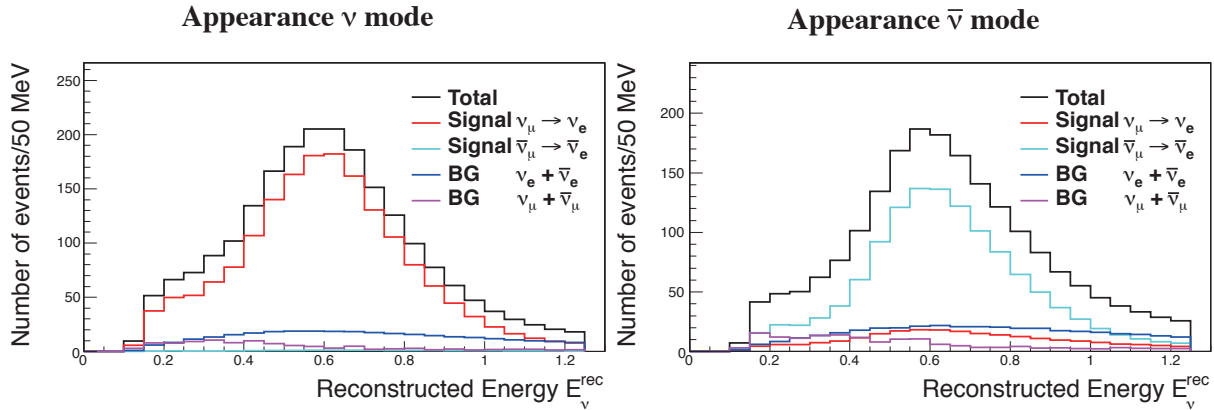 Appearance ν mode
Number of events/50 MeV
250
200
150
100
50
0
Total
Signal νμ → νe
Signal ν̅μ → ν̅e
BG νe + ν̅e
BG νμ + ν̅μ
0 0.2 0.4 0.6 0.8 1 1.2
Reconstructed Energy Eνrec
Appearance ν̅ mode
Number of events/50 MeV
200
150
100
50
0
Total
Signal νμ → νe
Signal ν̅μ → ν̅e
BG νe + ν̅e
BG νμ + ν̅μ
0 0.2 0.4 0.6 0.8 1 1.2
Reconstructed Energy Eνrec